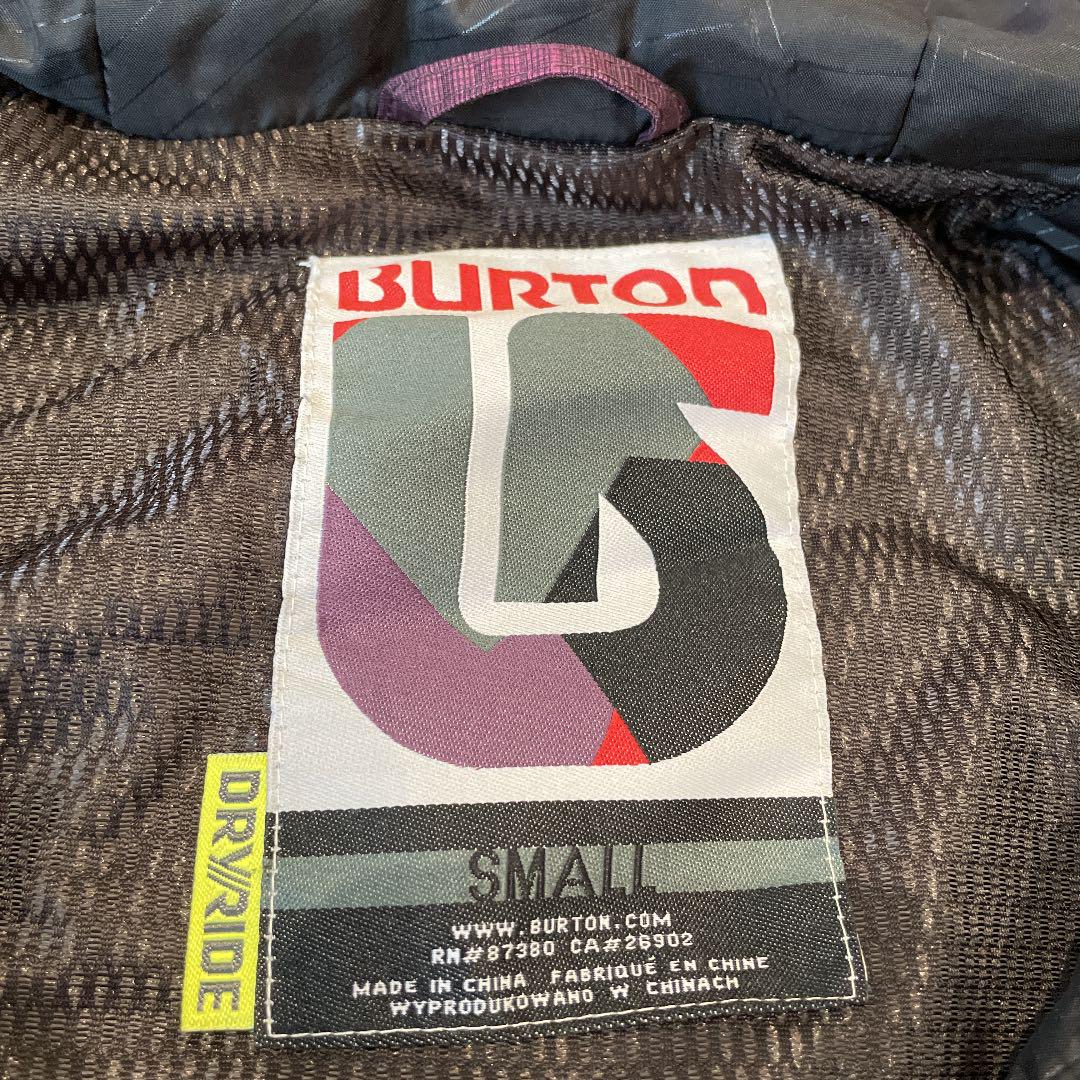 BURTON
SMALL
WWW.BURTON.COM
RN#87380 CA#26902
MADE IN CHINA FABRIQUÉ EN CHINE
WYPRODUKOWANO W CHINACH
DRY//RIDE